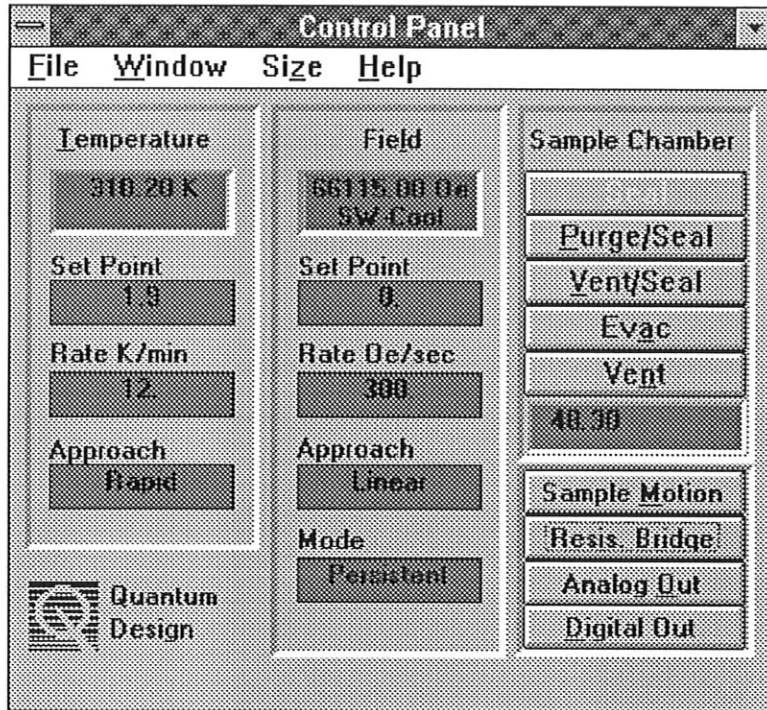 Control Panel
File Window Size Help
Temperature
310.20 K
Set Point
1.9
Rate K/min
12.
Approach
Rapid
Quantum
Design
Field
66115.00 Oe
SW-Cool
Set Point
0.
Rate Oe/sec
300
Approach
Linear
Mode
Persistent
Sample Chamber
Seal
Purge/Seal
Vent/Seal
Evac
Vent
40.30
Sample Motion
Resis. Bridge
Analog Out
Digital Out